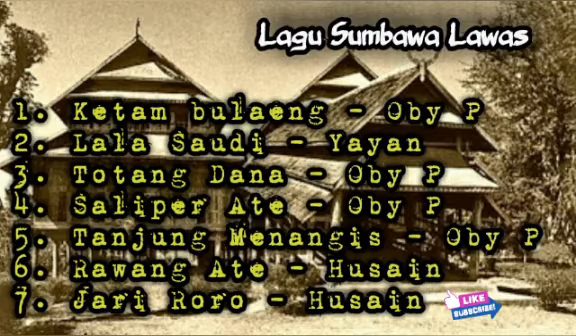 Lagu Sumbawa Lawas
1. Ketam bulaeng - Oby P
2. Lala Saudi - Yayan
3. Totang Dana - Oby P
4. Saliper Ate - Oby P
5. Tanjung Menangis - Oby P
6. Rawang Ate - Husain
7. Jari Roro - Husain
LIKE
SUBSCRIBE!